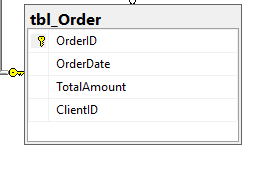 tbl_Order
OrderID
OrderDate
TotalAmount
ClientID